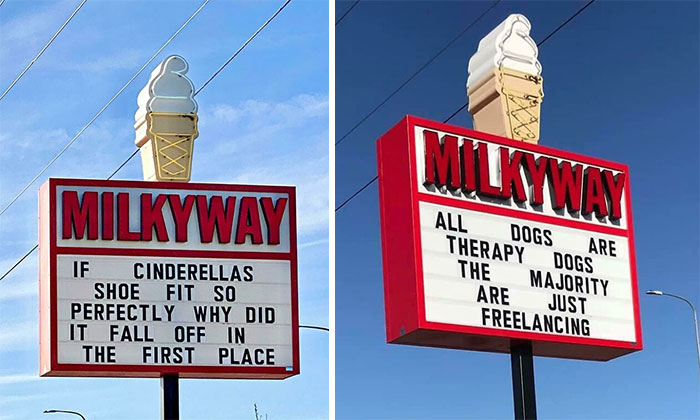 MILKYWAY
IF CINDERELLAS
SHOE FIT SO
PERFECTLY WHY DID
IT FALL OFF IN
THE FIRST PLACE
MILKYWAY
ALL DOGS ARE
THERAPY DOGS
THE MAJORITY
ARE JUST
FREELANCING